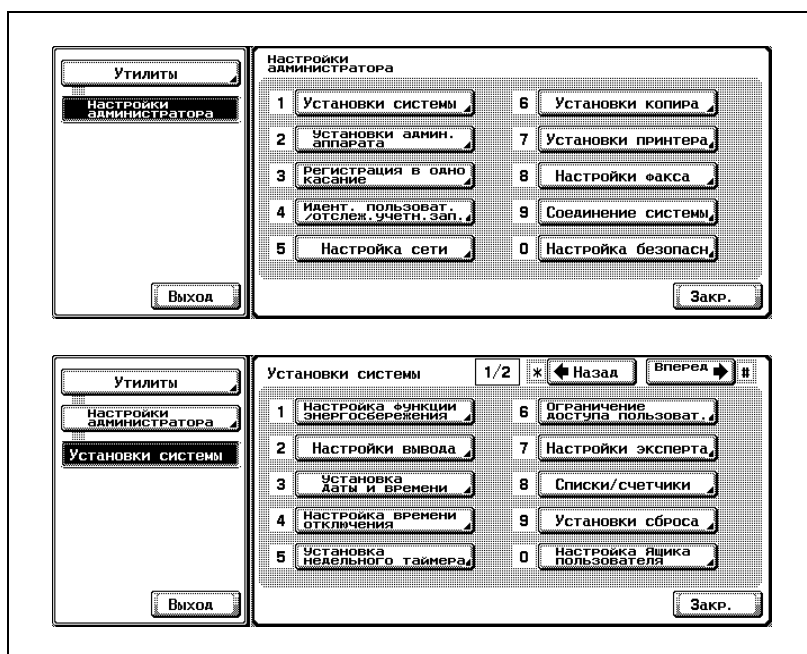 Утилиты
Настройки
администратора
Выход
Настройки
администратора
1 Установки системы
2 Установки админ.
аппарата
3 Регистрация в одно
касание
4 Идент. пользоват.
/отслеж.учетн.зап.
5 Настройка сети
6 Установки копира
7 Установки принтера
8 Настройки факса
9 Соединение системы
0 Настройка безопасн
Закр.
Утилиты
Настройки
администратора
Установки системы
Выход
Установки системы 1/2 * Назад Вперед #
1 Настройка функции
энергосбережения
2 Настройки вывода
3 Установка
даты и времени
4 Настройка времени
отключения
5 Установка
недельного таймера
6 Ограничение
доступа пользоват.
7 Настройки эксперта
8 Списки/счетчики
9 Установки сброса
0 Настройка Ящика
пользователя
Закр.